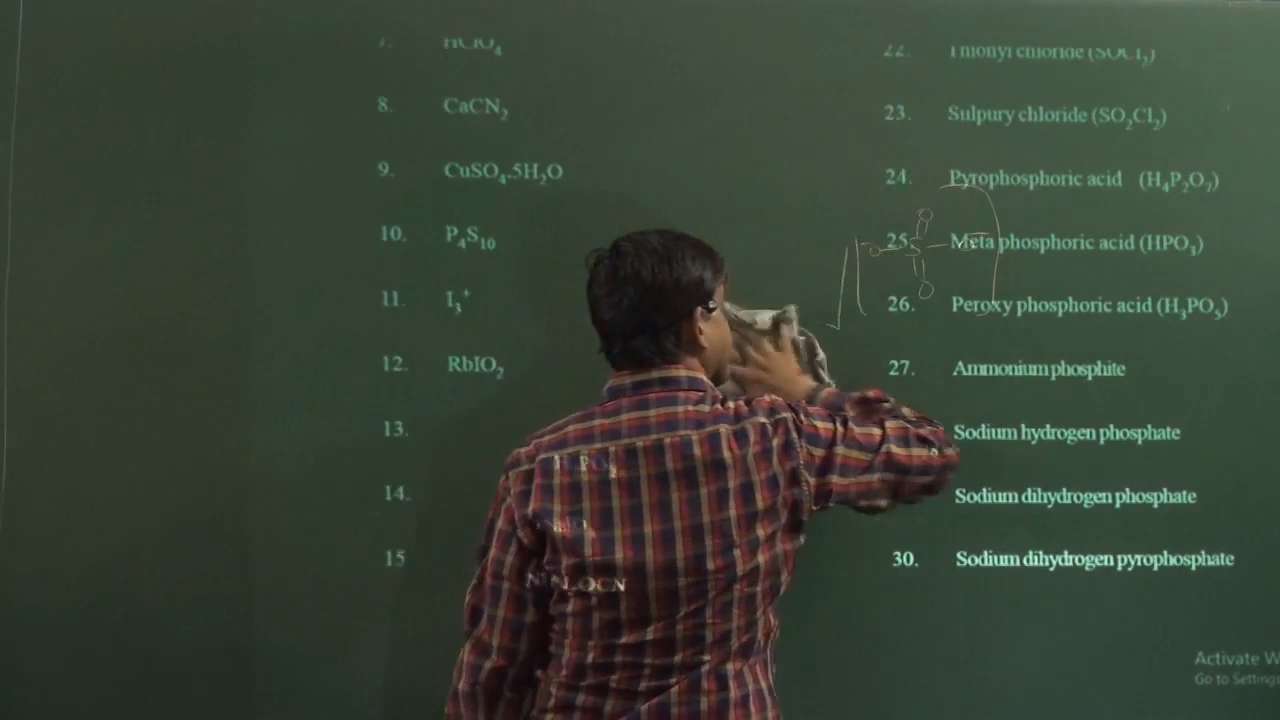 7. HClO₄
8. CaCN₂
9. CuSO₄.5H₂O
10. P₄S₁₀
11. I₃⁺
12. RbIO₂
13.
14.
15
22. Thionyl chloride (SOCl₂)
23. Sulpury chloride (SO₂Cl₂)
24. Pyrophosphoric acid (H₄P₂O₇)
25. Meta phosphoric acid (HPO₃)
26. Peroxy phosphoric acid (H₃PO₅)
27. Ammonium phosphite
Sodium hydrogen phosphate
Sodium dihydrogen phosphate
30. Sodium dihydrogen pyrophosphate
O
O S
O
Activate W
Go to Settings